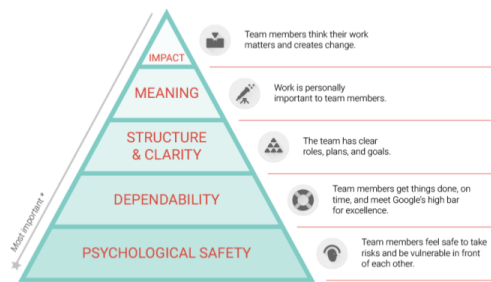 IMPACT
Team members think their work
matters and creates change.
MEANING
Work is personally
important to team members.
STRUCTURE
& CLARITY
The team has clear
roles, plans, and goals.
DEPENDABILITY
Team members get things done, on
time, and meet Google's high bar
for excellence.
PSYCHOLOGICAL SAFETY
Team members feel safe to take
risks and be vulnerable in front
of each other.
Most important *